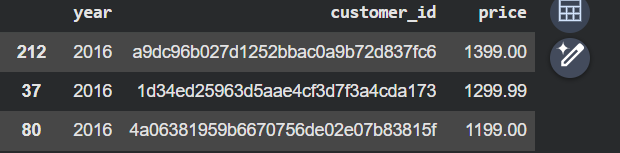 year customer_id price
212 2016 a9dc96b027d1252bbac0a9b72d837fc6 1399.00
37 2016 1d34ed25963d5aae4cf3d7f3a4cda173 1299.99
80 2016 4a06381959b6670756de02e07b83815f 1199.00